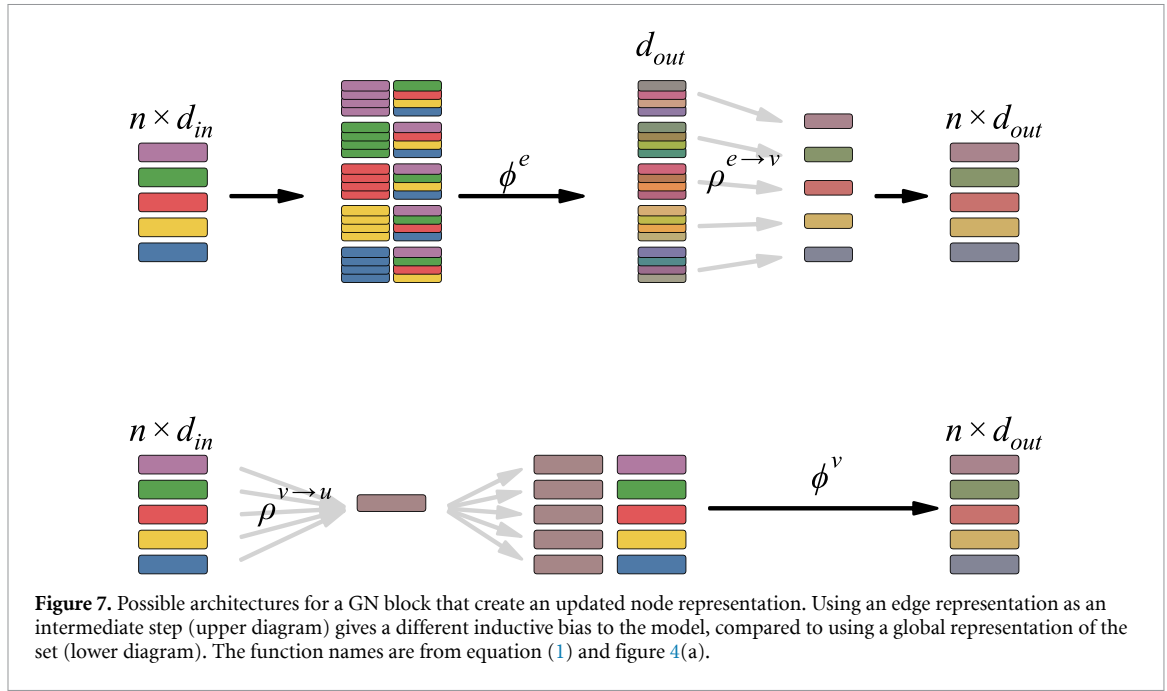 d_out
n × d_in
n × d_out
ϕ^e
ρ^{e→v}
n × d_in
n × d_out
ρ^{v→u}
ϕ^v
Figure 7. Possible architectures for a GN block that create an updated node representation. Using an edge representation as an
intermediate step (upper diagram) gives a different inductive bias to the model, compared to using a global representation of the
set (lower diagram). The function names are from equation (1) and figure 4(a).